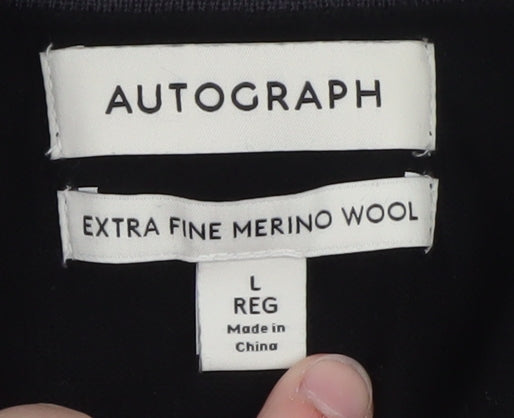 AUTOGRAPH
EXTRA FINE MERINO WOOL
L
REG
Made in
China